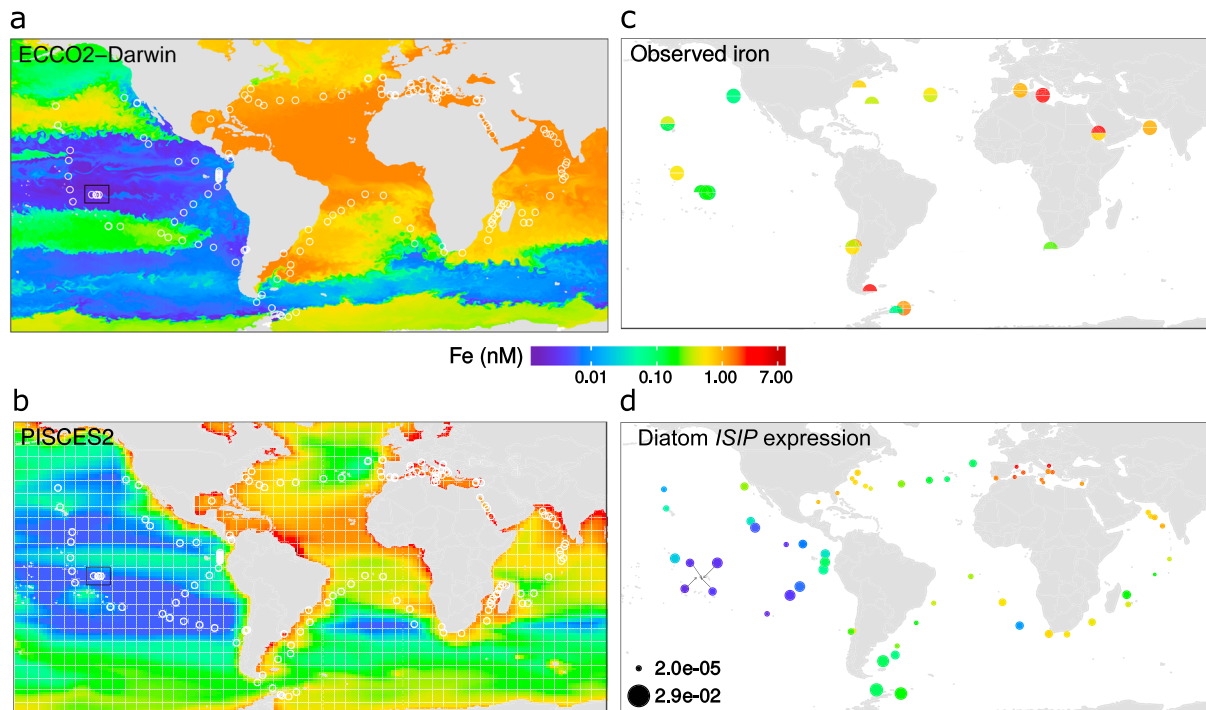 a
ECCO2–Darwin
c
Observed iron
Fe (nM)
0.01
0.10
1.00
7.00
b
PISCES2
d
Diatom ISIP expression
2.0e-05
2.9e-02